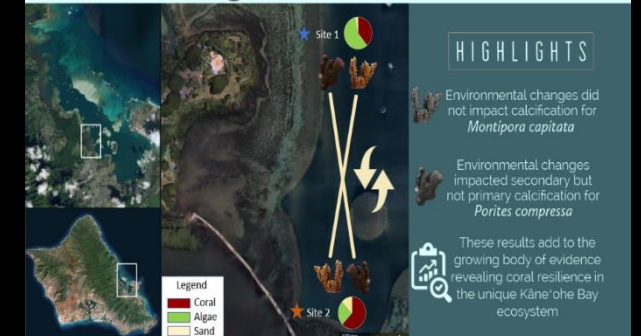 Site 1
Legend
Coral
Algae
Sand
Site 2
HIGHLIGHTS
Environmental changes did
not impact calcification for
Montipora capitata
Environmental changes
impacted secondary but
not primary calcification for
Porites compressa
These results add to the
growing body of evidence
revealing coral resilience in
the unique Kāneʻohe Bay
ecosystem